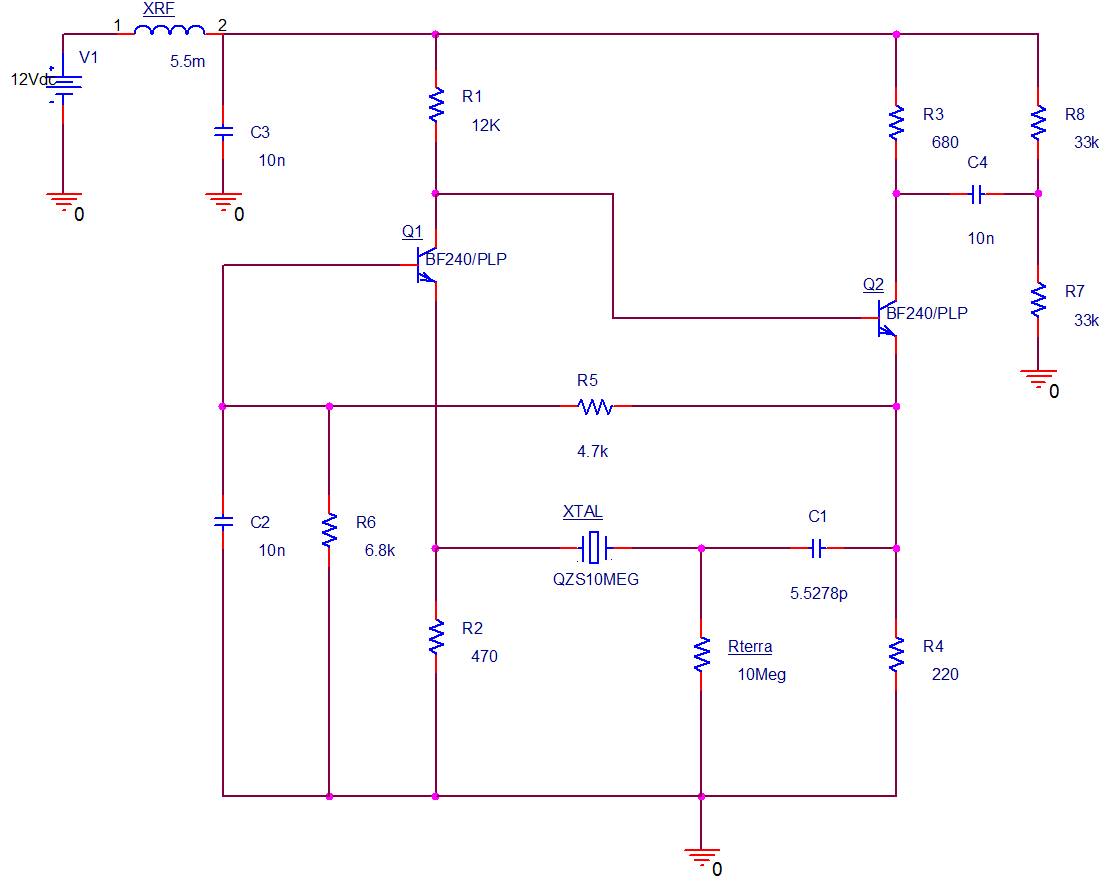 XRF
1
2
5.5m
V1
12Vdc
0
C3
10n
0
R1
12K
R3
680
R8
33k
C4
10n
Q1
BF240/PLP
Q2
BF240/PLP
R7
33k
0
R5
4.7k
C2
10n
R6
6.8k
XTAL
QZS10MEG
C1
5.5278p
R2
470
Rterra
10Meg
R4
220
0